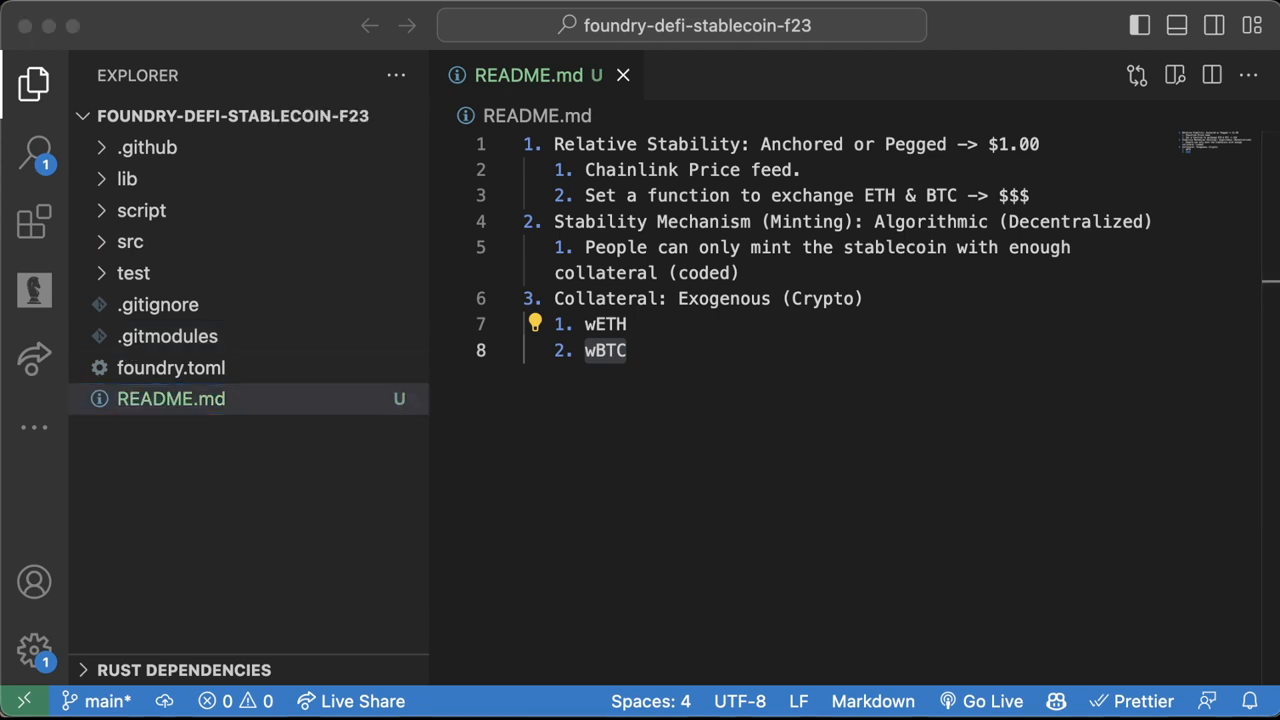 foundry-defi-stablecoin-f23
EXPLORER
README.md U
FOUNDRY-DEFI-STABLECOIN-F23
.github
lib
script
src
test
.gitignore
.gitmodules
foundry.toml
README.md U
RUST DEPENDENCIES
1
1
README.md
1 1. Relative Stability: Anchored or Pegged -> $1.00
2 1. Chainlink Price feed.
3 2. Set a function to exchange ETH & BTC -> $$$
4 2. Stability Mechanism (Minting): Algorithmic (Decentralized)
5 1. People can only mint the stablecoin with enough
collateral (coded)
6 3. Collateral: Exogenous (Crypto)
7 1. wETH
8 2. wBTC
main* 0 0 Live Share Spaces: 4 UTF-8 LF Markdown Go Live Prettier